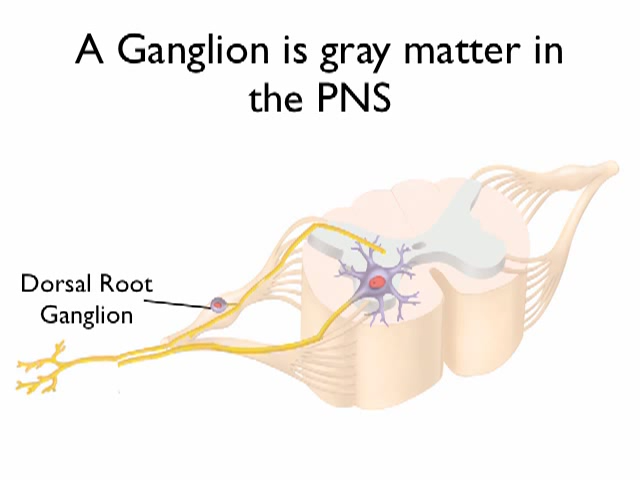 A Ganglion is gray matter in
the PNS
Dorsal Root
Ganglion